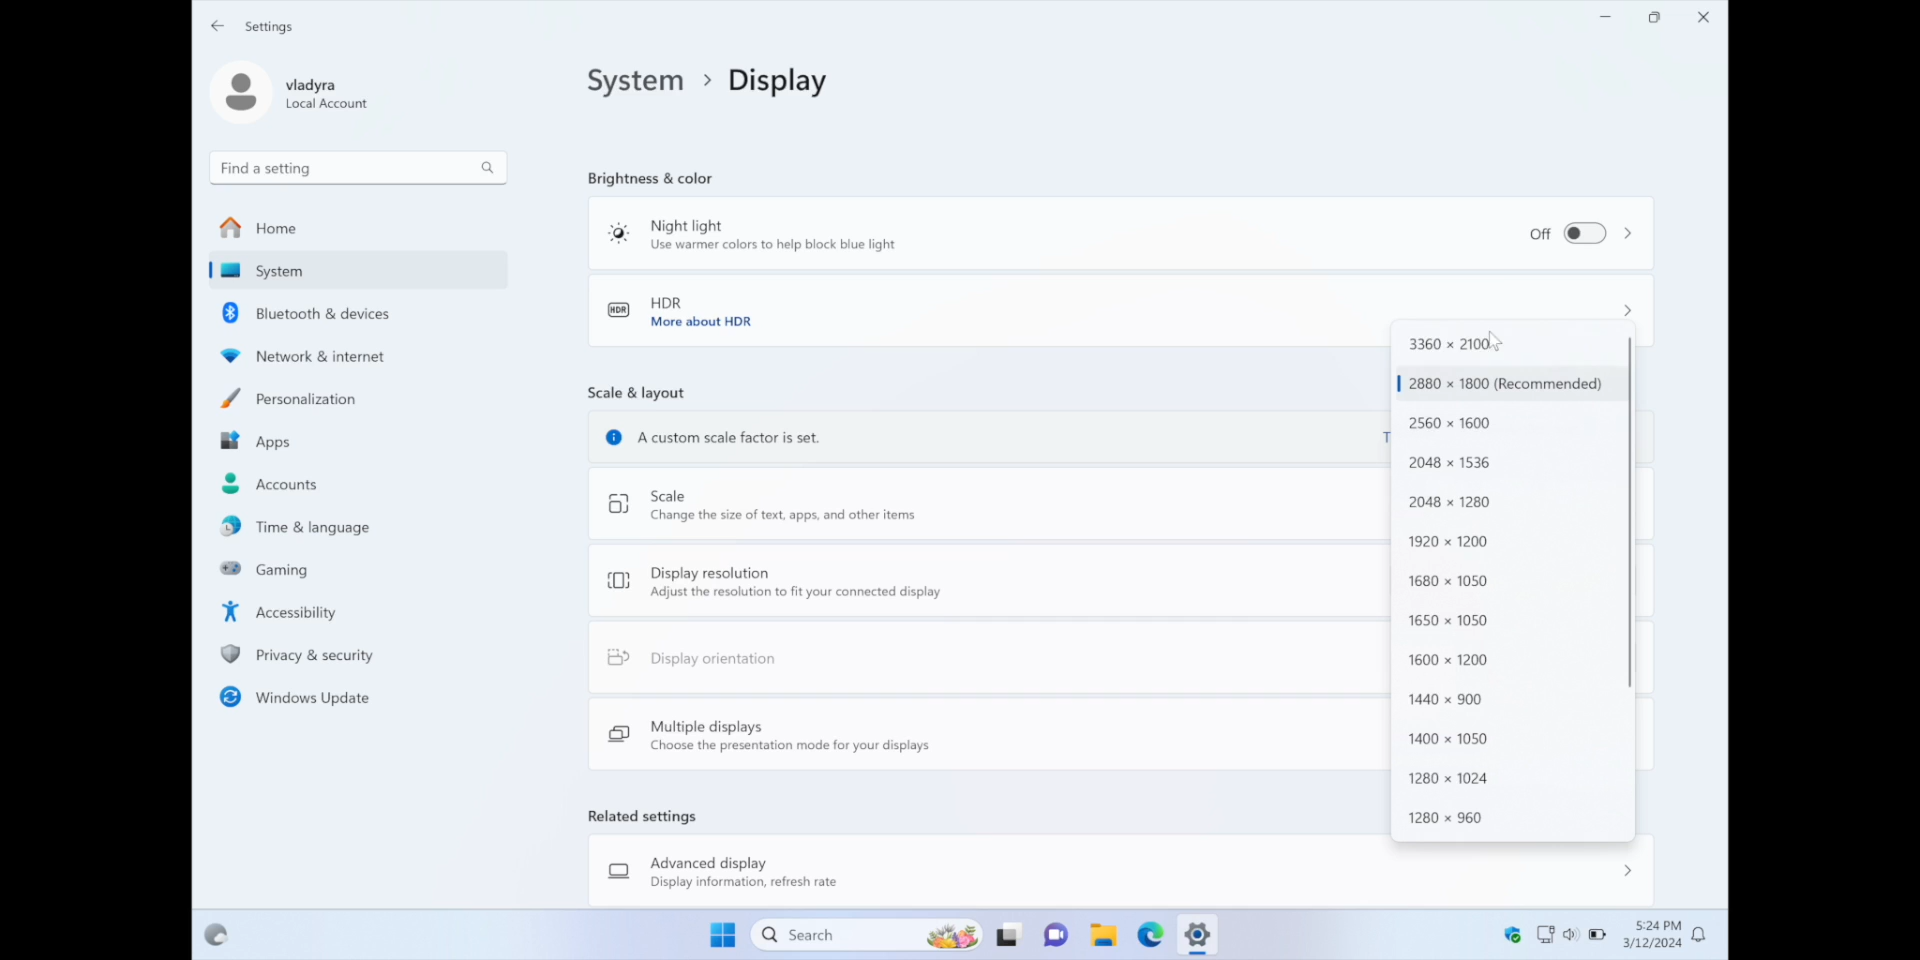 Settings
vladyra
Local Account
Find a setting
Home
System
Bluetooth & devices
Network & internet
Personalization
Apps
Accounts
Time & language
Gaming
Accessibility
Privacy & security
Windows Update
System > Display
Brightness & color
Night light
Use warmer colors to help block blue light
Off
HDR
HDR
More about HDR
Scale & layout
A custom scale factor is set.
T
Scale
Change the size of text, apps, and other items
Display resolution
Adjust the resolution to fit your connected display
Display orientation
Multiple displays
Choose the presentation mode for your displays
Related settings
Advanced display
Display information, refresh rate
3360 × 2100
2880 × 1800 (Recommended)
2560 × 1600
2048 × 1536
2048 × 1280
1920 × 1200
1680 × 1050
1650 × 1050
1600 × 1200
1440 × 900
1400 × 1050
1280 × 1024
1280 × 960
Search
5:24 PM
3/12/2024